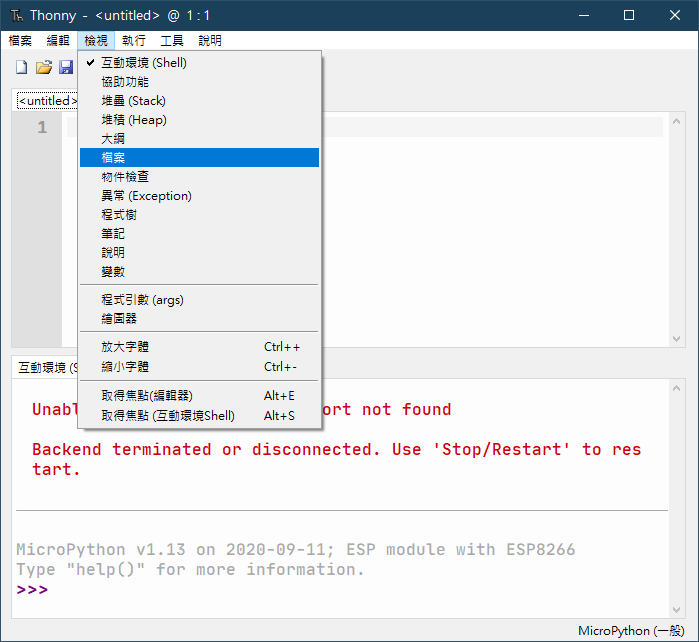 Thonny - <untitled> @ 1 : 1
檔案 編輯 檢視 執行 工具 說明
互動環境 (Shell)
協助功能
堆疊 (Stack)
<untitled>
堆積 (Heap)
1
大綱
檔案
物件檢查
異常 (Exception)
程式樹
筆記
說明
變數
程式引數 (args)
繪圖器
放大字體 Ctrl++
縮小字體 Ctrl+-
互動環境 (S
取得焦點(編輯器) Alt+E
取得焦點 (互動環境Shell) Alt+S
Unabl ort not found
Backend terminated or disconnected. Use 'Stop/Restart' to res
tart.
MicroPython v1.13 on 2020-09-11; ESP module with ESP8266
Type "help()" for more information.
>>>
MicroPython (一般)